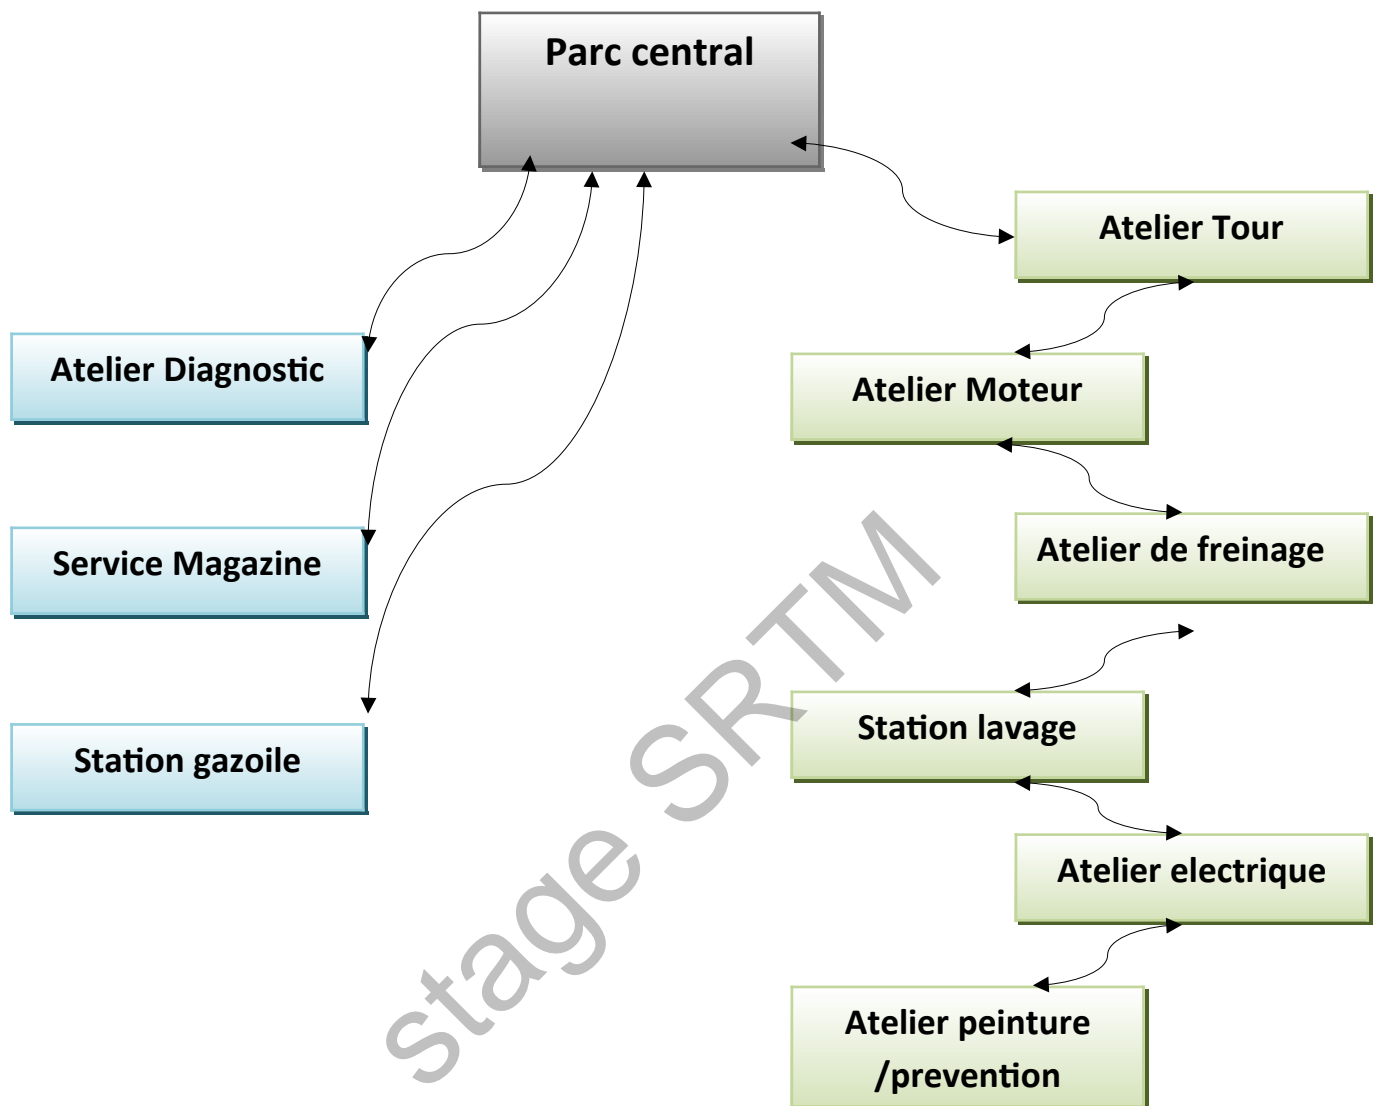 Parc central
Atelier Tour
Atelier Diagnostic
Atelier Moteur
Service Magazine
Atelier de freinage
Station lavage
Station gazoile
Atelier electrique
Atelier peinture
/prevention
stage SRTM